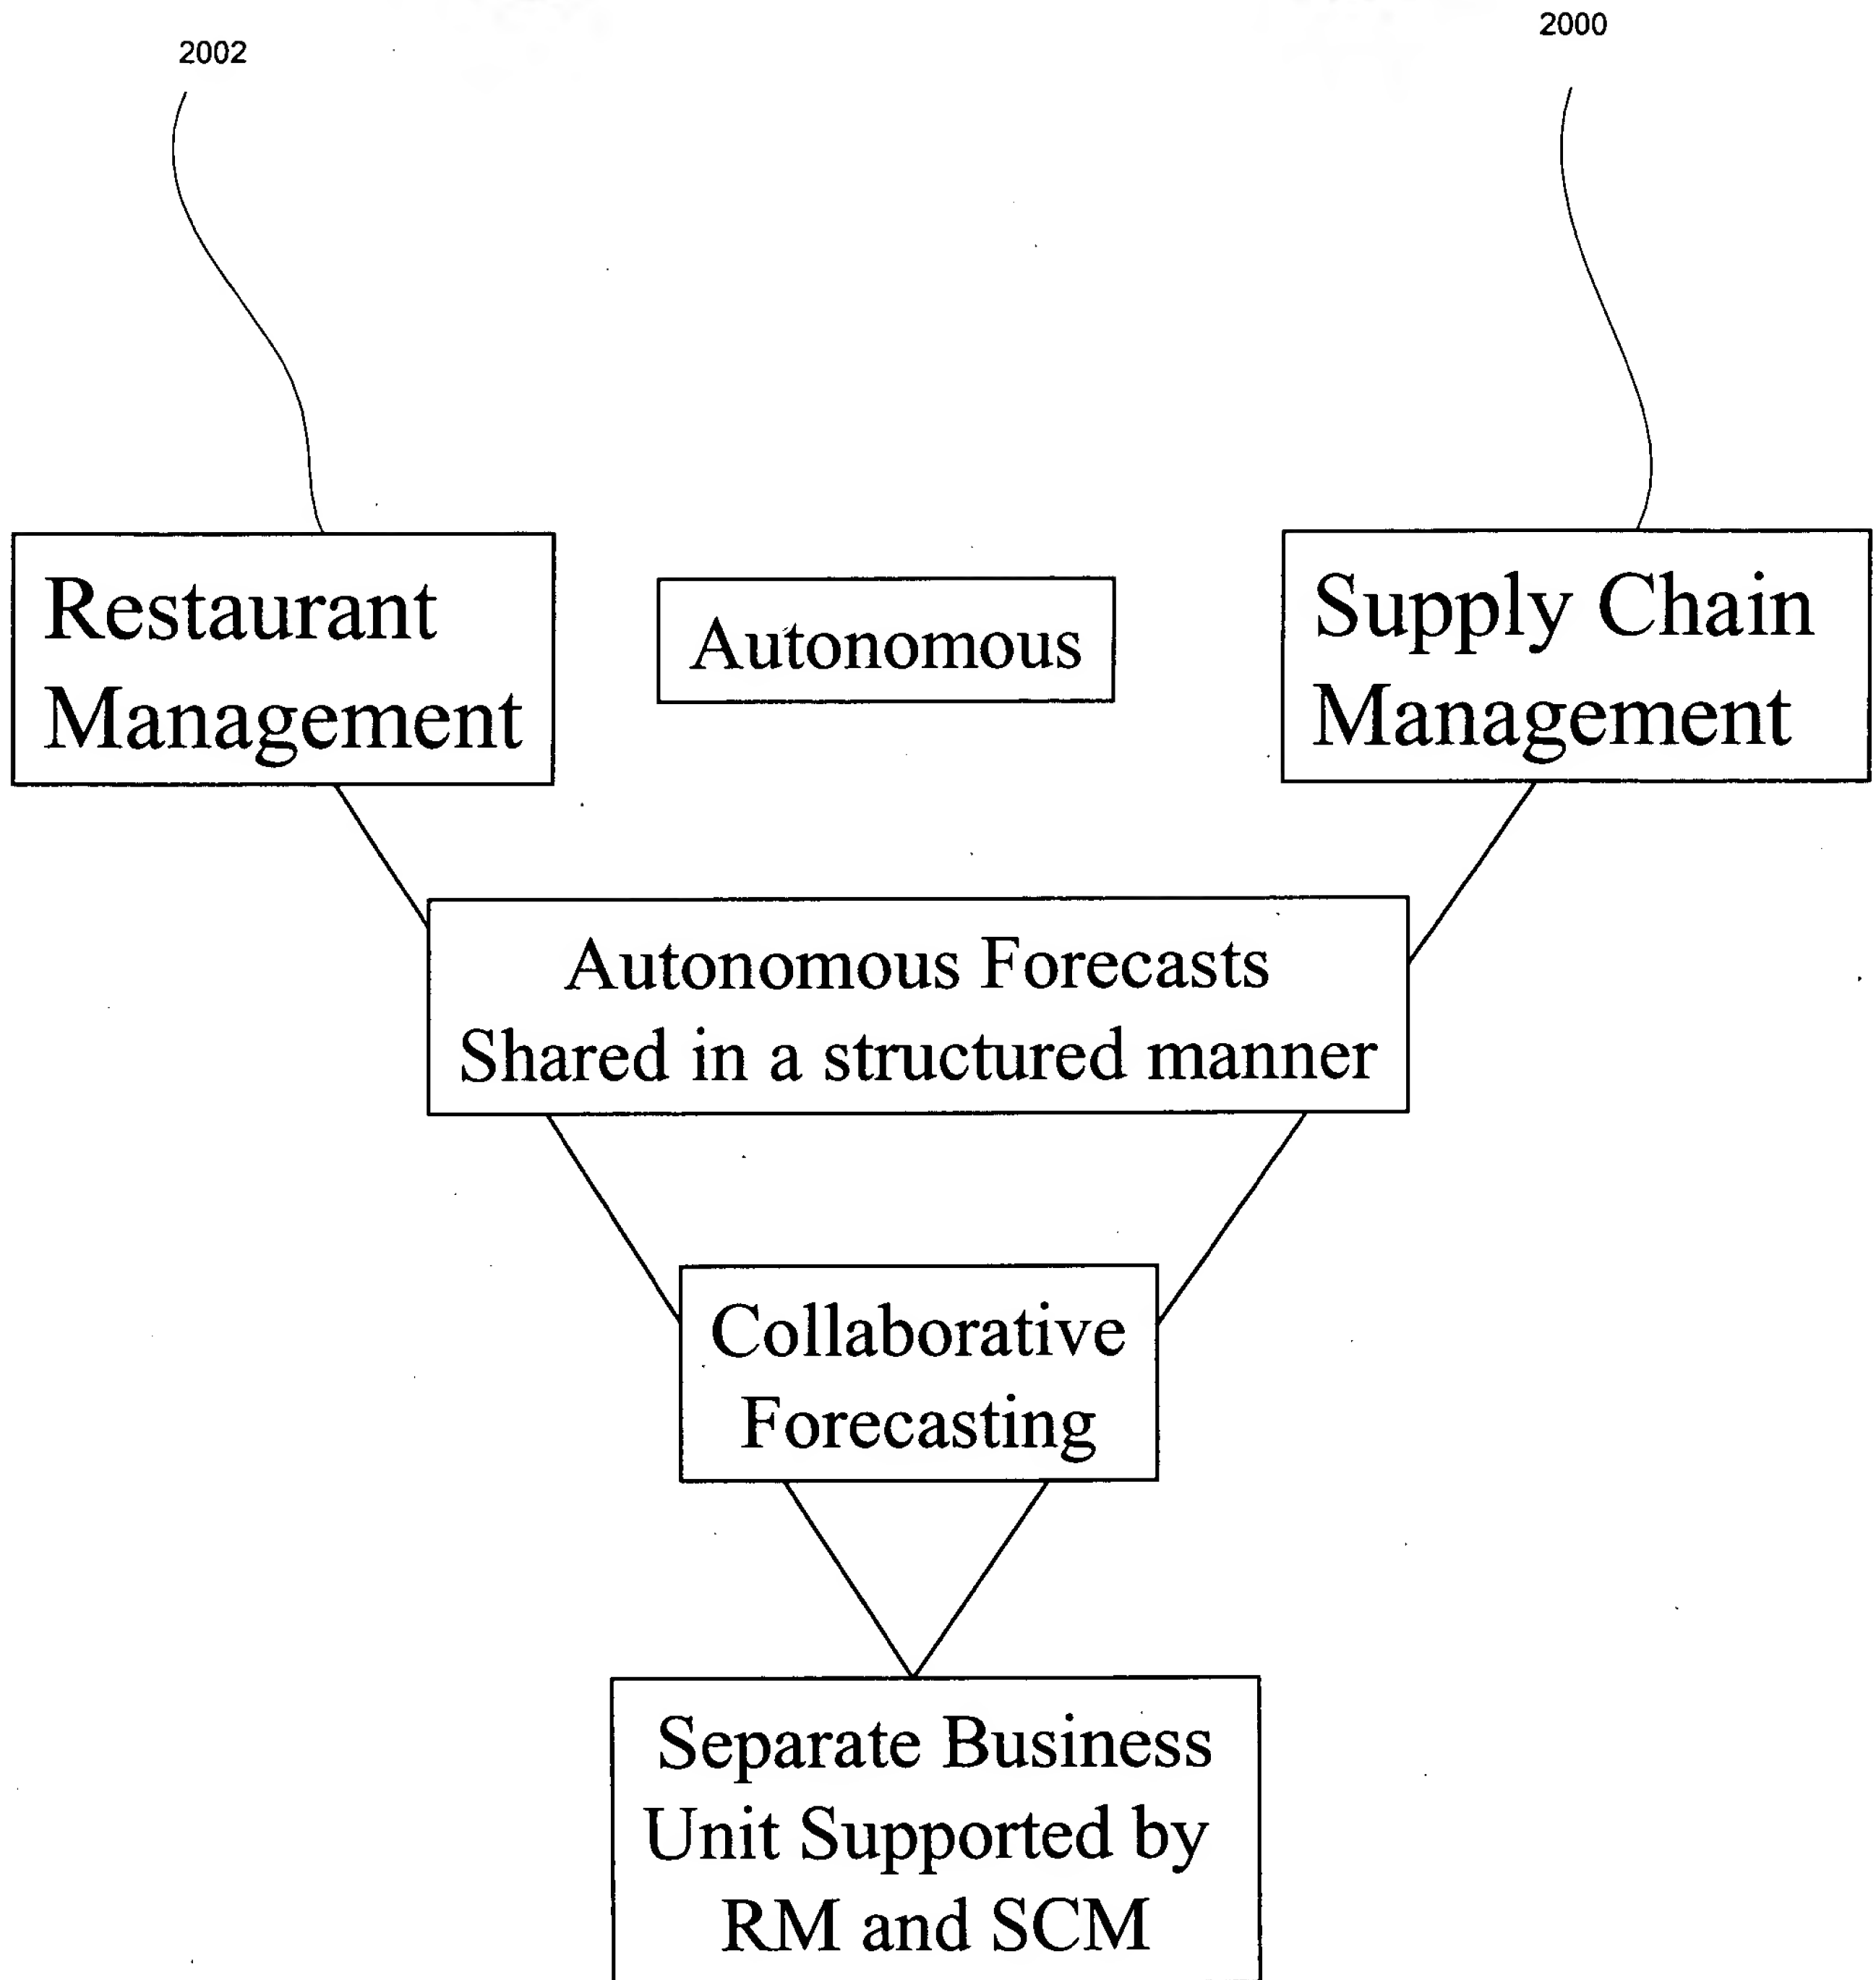 2002
2000
Restaurant
Management
Autonomous
Supply Chain
Management
Autonomous Forecasts
Shared in a structured manner
Collaborative
Forecasting
Separate Business
Unit Supported by
RM and SCM